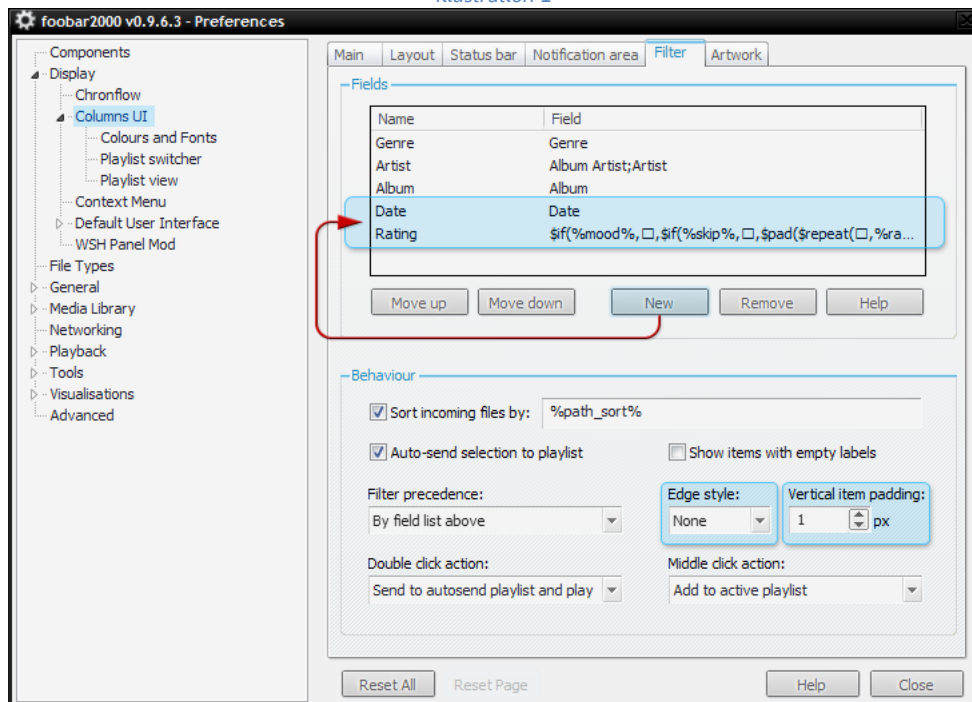 Illustration 1
foobar2000 v0.9.6.3 - Preferences
Components
Display
Chronflow
Columns UI
Colours and Fonts
Playlist switcher
Playlist view
Context Menu
Default User Interface
WSH Panel Mod
File Types
General
Media Library
Networking
Playback
Tools
Visualisations
Advanced
Main Layout Status bar Notification area Filter Artwork
Fields
Name Field
Genre Genre
Artist Album Artist;Artist
Album Album
Date Date
Rating $if(%mood%,□,$if(%skip%,□,$pad($repeat(□,%ra...
Move up Move down New Remove Help
Behaviour
Sort incoming files by: %path_sort%
Auto-send selection to playlist Show items with empty labels
Filter precedence: Edge style: Vertical item padding:
By field list above None 1 px
Double click action: Middle click action:
Send to autosend playlist and play Add to active playlist
Reset All Reset Page Help Close